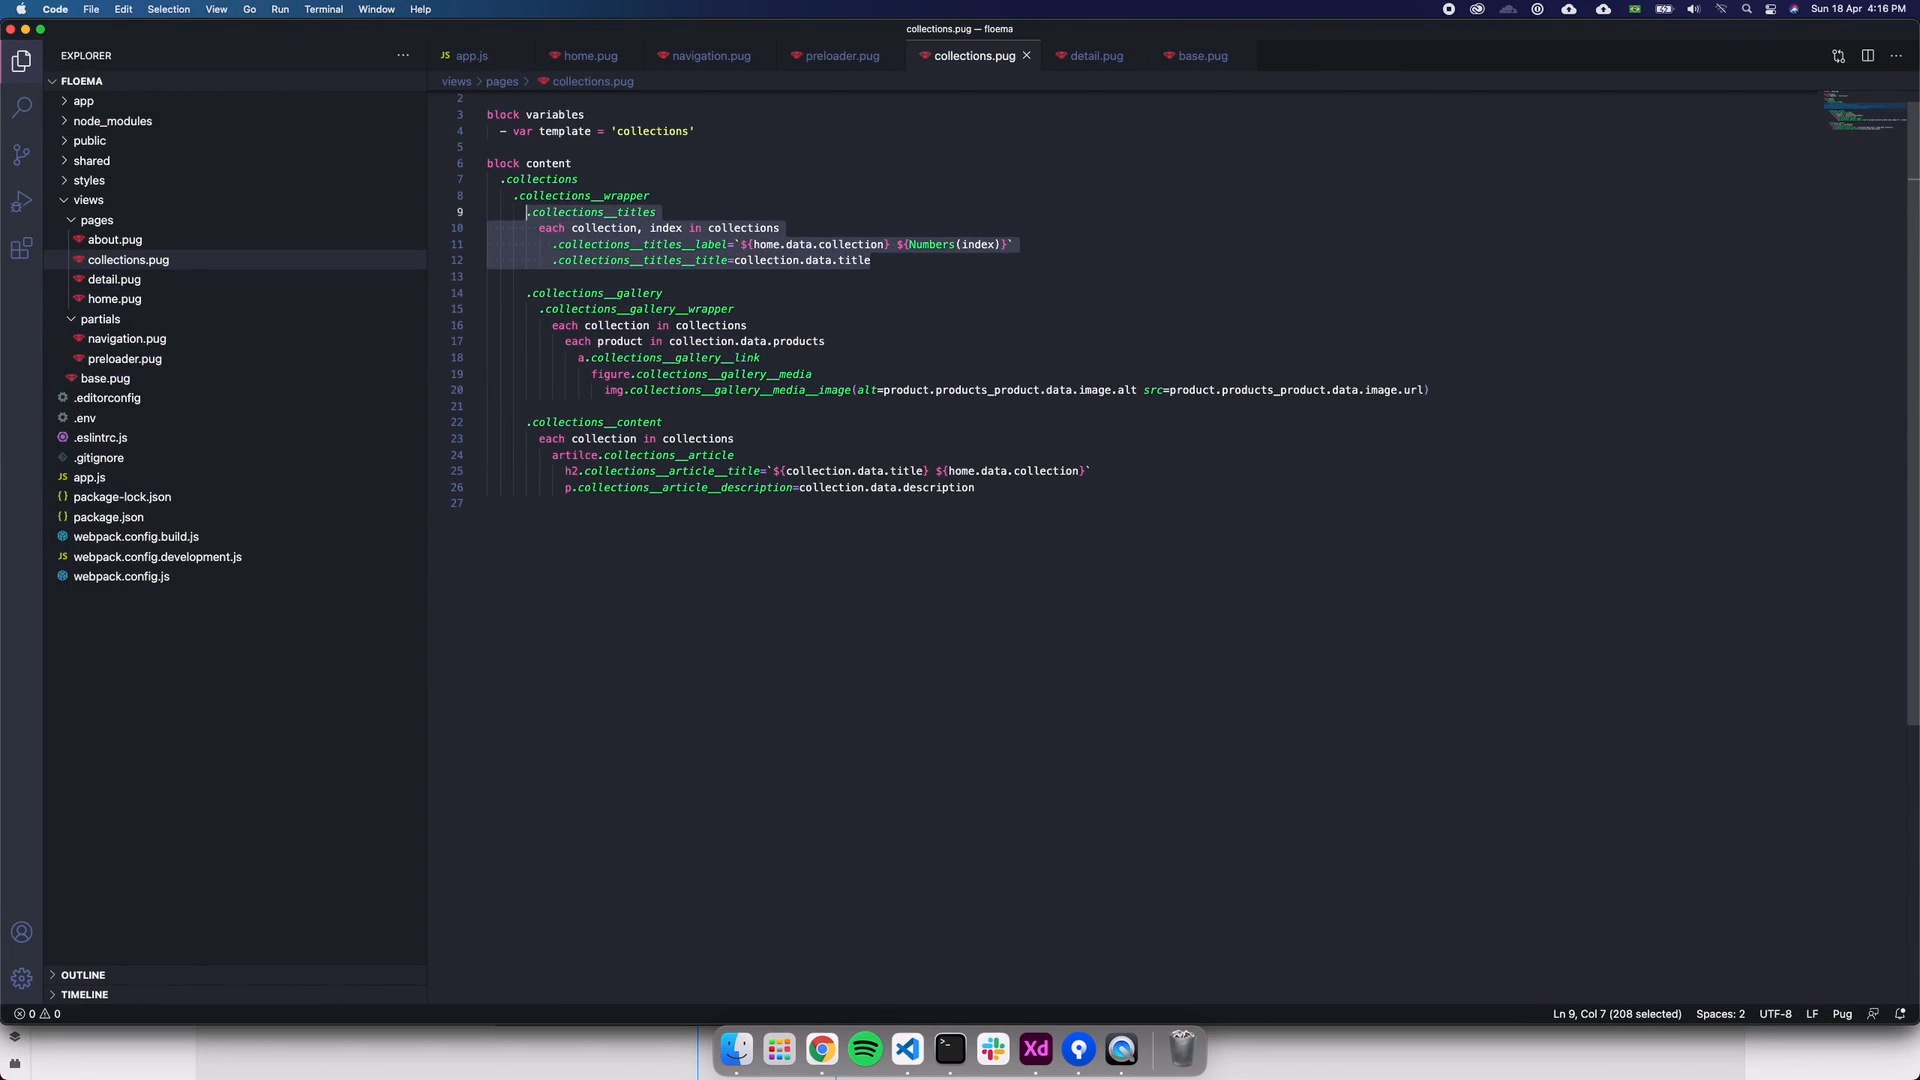 Code File Edit Selection View Go Run Terminal Window Help
Sun 18 Apr 4:16 PM
collections.pug — floema
EXPLORER
FLOEMA
app
node_modules
public
shared
styles
views
pages
about.pug
collections.pug
detail.pug
home.pug
partials
navigation.pug
preloader.pug
base.pug
.editorconfig
.env
.eslintrc.js
.gitignore
JS app.js
{} package-lock.json
{} package.json
webpack.config.build.js
JS webpack.config.development.js
webpack.config.js
OUTLINE
TIMELINE
JS app.js home.pug navigation.pug preloader.pug collections.pug detail.pug base.pug
views > pages > collections.pug
2
3 block variables
4 - var template = 'collections'
5
6 block content
7 .collections
8 .collections__wrapper
9 .collections__titles
10 each collection, index in collections
11 .collections__titles__label=`${home.data.collection} ${Numbers(index)}`
12 .collections__titles__title=collection.data.title
13
14 .collections__gallery
15 .collections__gallery__wrapper
16 each collection in collections
17 each product in collection.data.products
18 a.collections__gallery__link
19 figure.collections__gallery__media
20 img.collections__gallery__media__image(alt=product.products_product.data.image.alt src=product.products_product.data.image.url)
21
22 .collections__content
23 each collection in collections
24 artilce.collections__article
25 h2.collections__article__title=`${collection.data.title} ${home.data.collection}`
26 p.collections__article__description=collection.data.description
27
0 0
Ln 9, Col 7 (208 selected) Spaces: 2 UTF-8 LF Pug
Xd